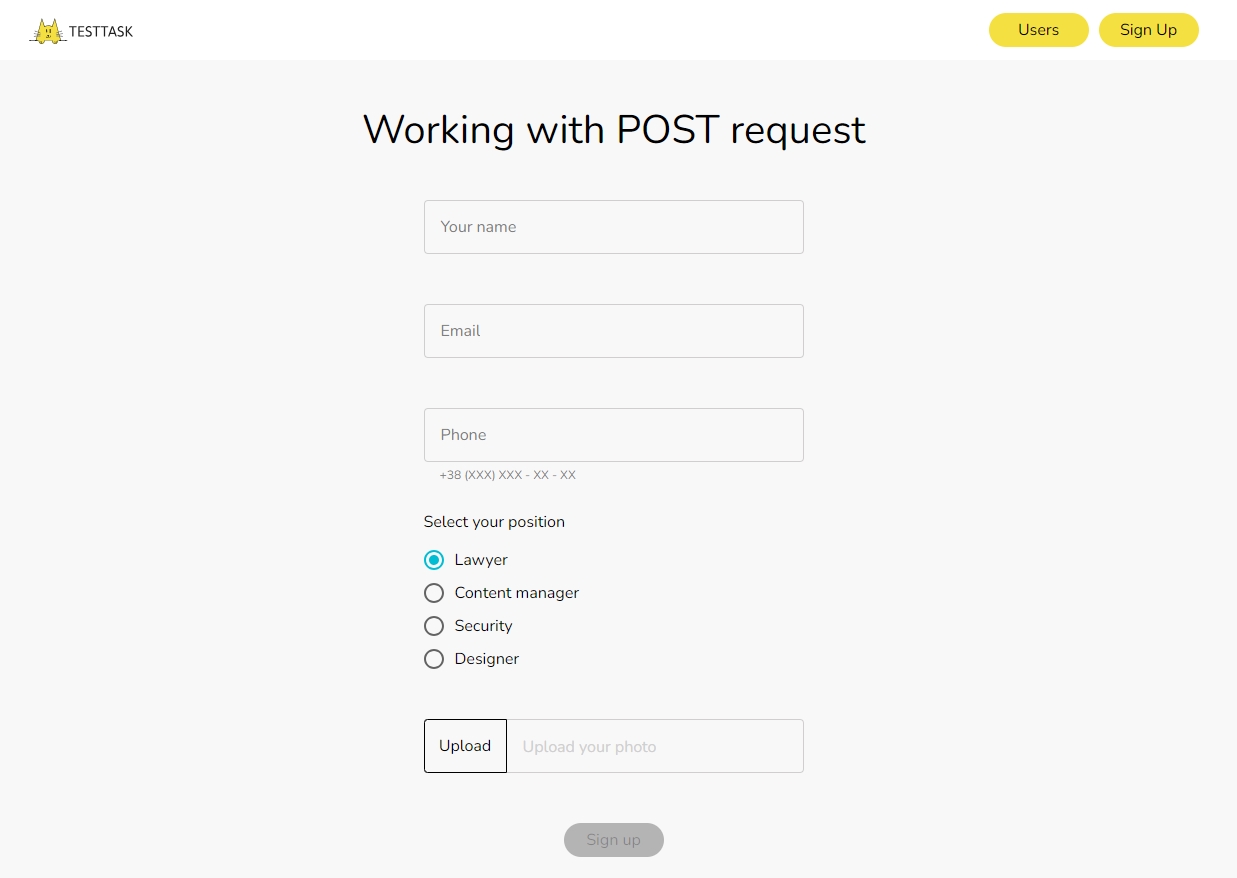 TESTTASK
Users
Sign Up
Working with POST request
Your name
Email
Phone
+38 (XXX) XXX - XX - XX
Select your position
Lawyer
Content manager
Security
Designer
Upload
Upload your photo
Sign up